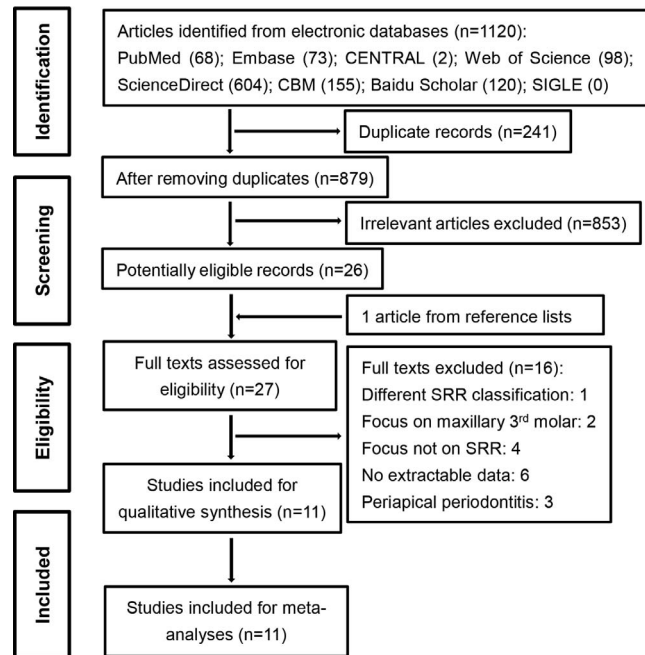 Identification
Articles identified from electronic databases (n=1120):
PubMed (68); Embase (73); CENTRAL (2); Web of Science (98);
ScienceDirect (604); CBM (155); Baidu Scholar (120); SIGLE (0)
Duplicate records (n=241)
After removing duplicates (n=879)
Screening
Irrelevant articles excluded (n=853)
Potentially eligible records (n=26)
1 article from reference lists
Eligibility
Full texts assessed for
eligibility (n=27)
Full texts excluded (n=16):
Different SRR classification: 1
Focus on maxillary 3rd molar: 2
Focus not on SRR: 4
No extractable data: 6
Periapical periodontitis: 3
Studies included for
qualitative synthesis (n=11)
Included
Studies included for meta-
analyses (n=11)